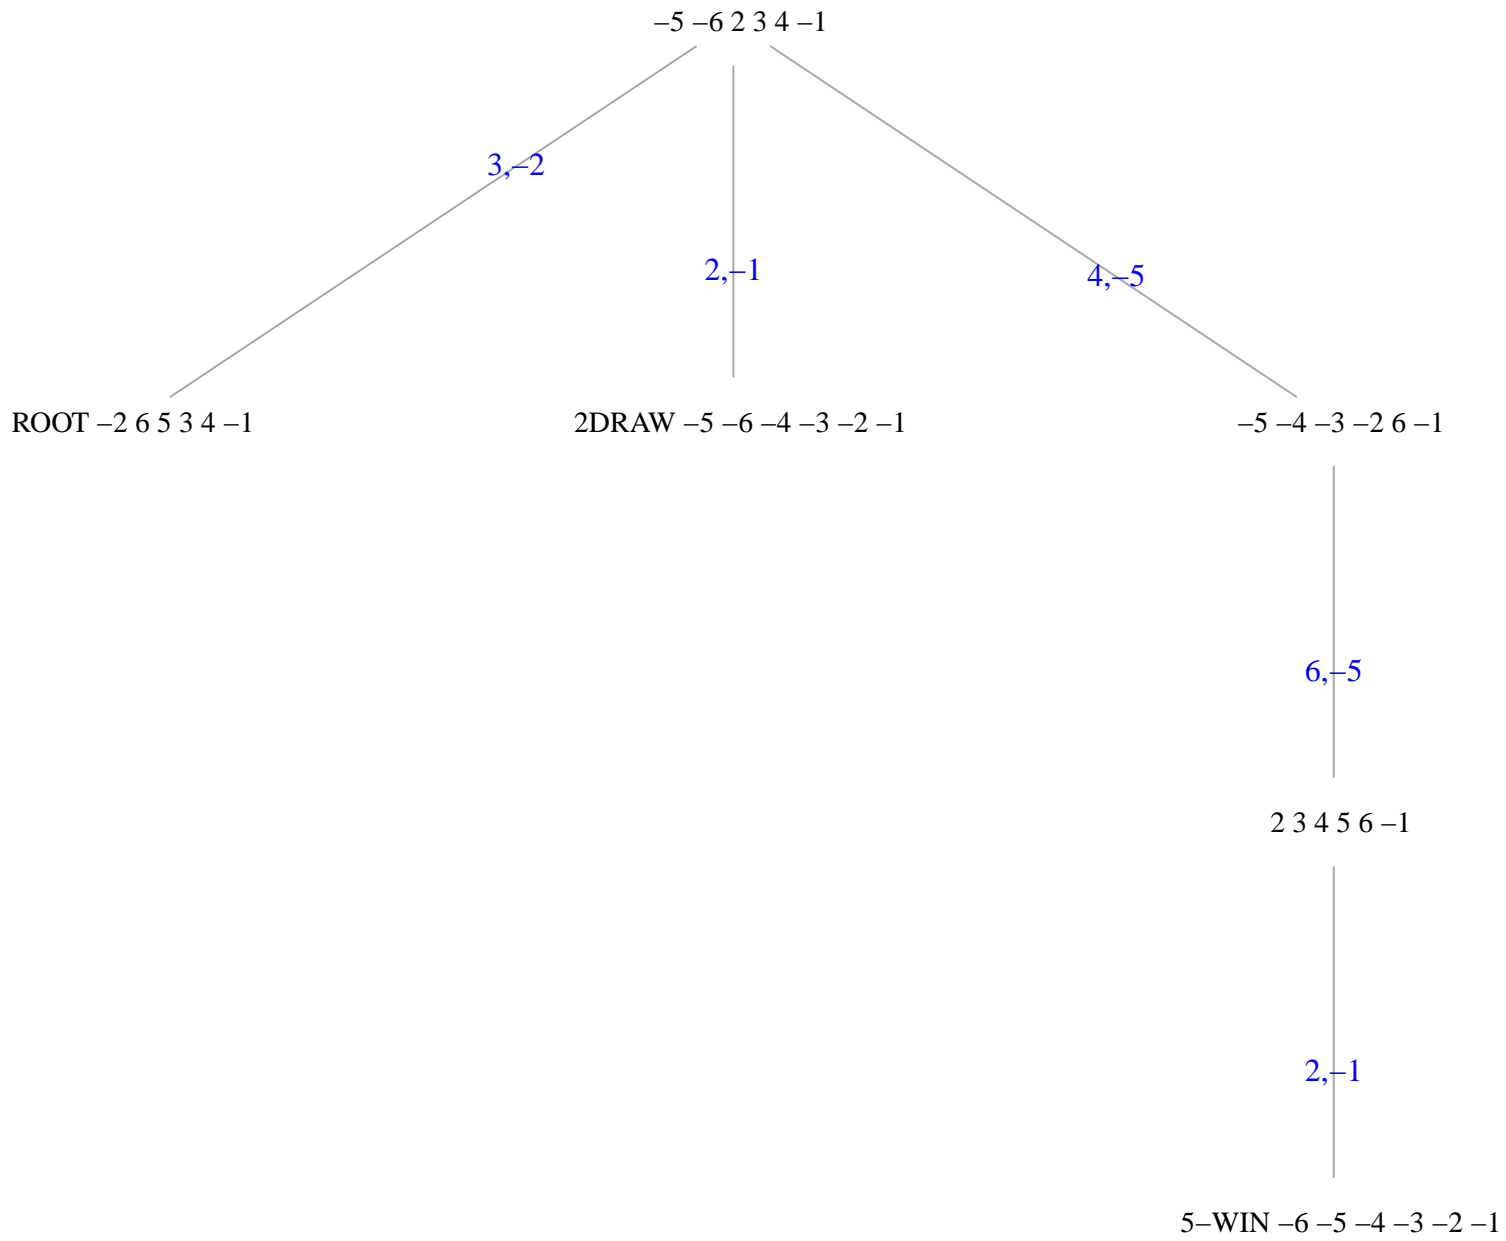 –5 –6 2 3 4 –1
3,–2
2,–1
4,–5
ROOT –2 6 5 3 4 –1
2DRAW –5 –6 –4 –3 –2 –1
–5 –4 –3 –2 6 –1
6,–5
2 3 4 5 6 –1
2,–1
5–WIN –6 –5 –4 –3 –2 –1